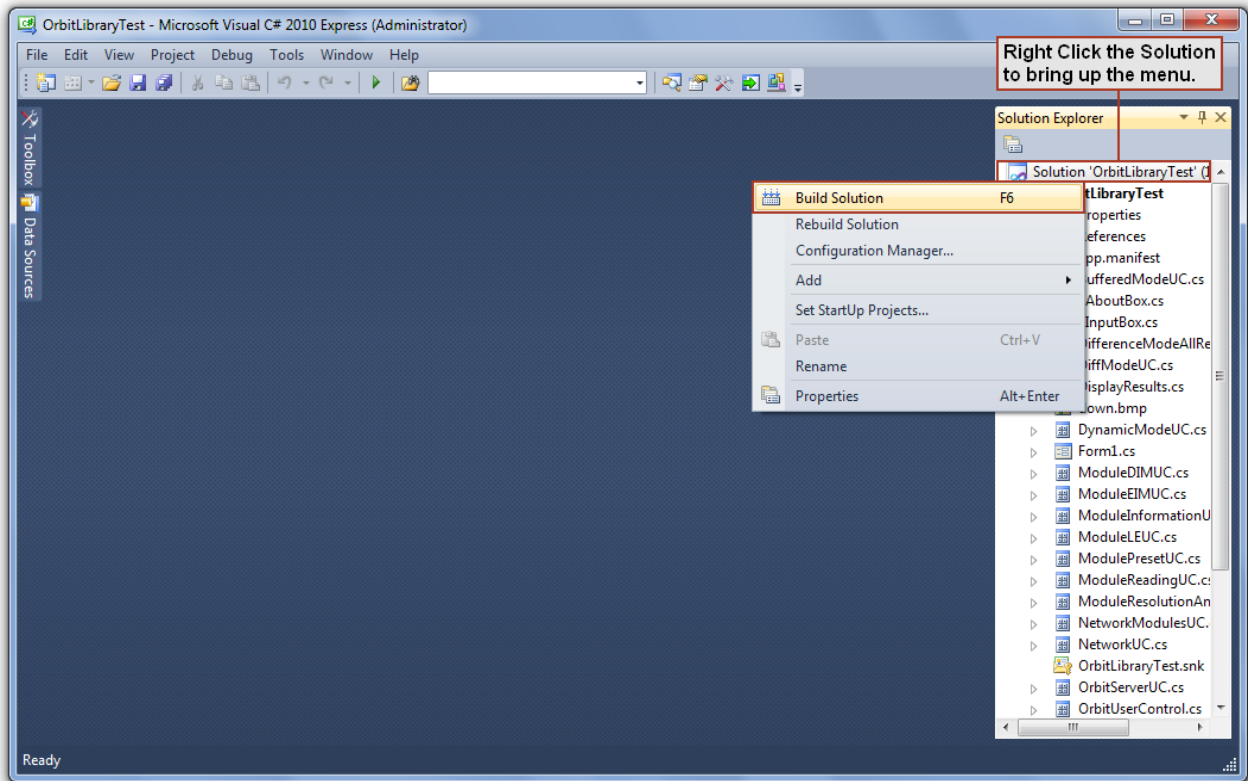 OrbitLibraryTest - Microsoft Visual C# 2010 Express (Administrator)
File Edit View Project Debug Tools Window Help
Right Click the Solution
to bring up the menu.
Toolbox
Data Sources
Solution Explorer
Solution 'OrbitLibraryTest' (1
Build Solution F6
Rebuild Solution
Configuration Manager...
Add
Set StartUp Projects...
Paste Ctrl+V
Rename
Properties Alt+Enter
tLibraryTest
roperties
eferences
pp.manifest
ufferedModeUC.cs
AboutBox.cs
InputBox.cs
ifferenceModeAllRe
iffModeUC.cs
isplayResults.cs
own.bmp
DynamicModeUC.cs
Form1.cs
ModuleDIMUC.cs
ModuleEIMUC.cs
ModuleInformationU
ModuleLEUC.cs
ModulePresetUC.cs
ModuleReadingUC.cs
ModuleResolutionAn
NetworkModulesUC.
NetworkUC.cs
OrbitLibraryTest.snk
OrbitServerUC.cs
OrbitUserControl.cs
Ready